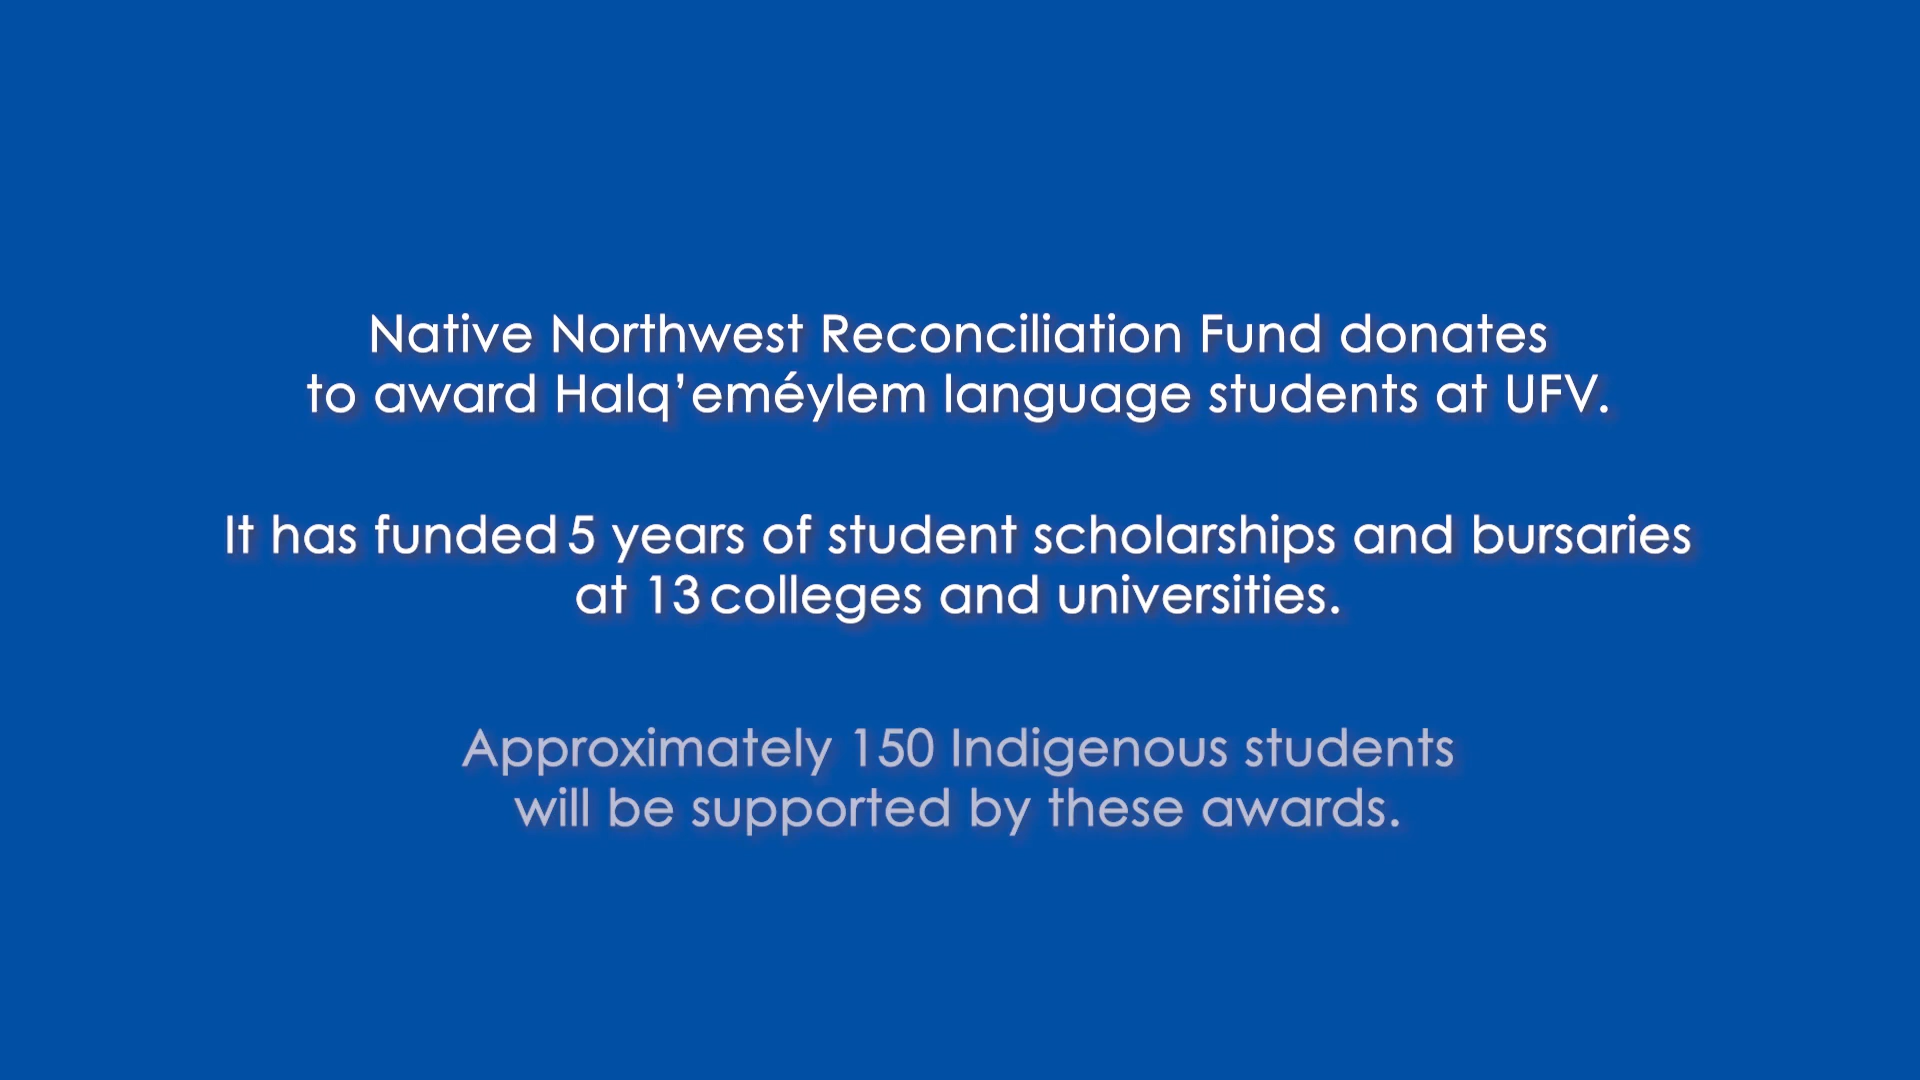 Native Northwest Reconciliation Fund donates
to award Halq’eméylem language students at UFV.
It has funded 5 years of student scholarships and bursaries
at 13 colleges and universities.
Approximately 150 Indigenous students
will be supported by these awards.